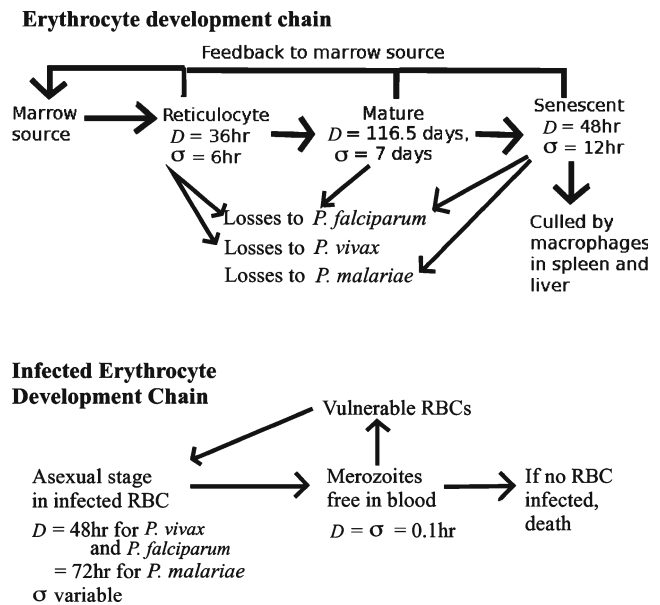 Erythrocyte development chain
Feedback to marrow source
Marrow
source
Reticulocyte
D = 36hr
σ = 6hr
Mature
D = 116.5 days,
σ = 7 days
Senescent
D = 48hr
σ = 12hr
Losses to P. falciparum
Losses to P. vivax
Losses to P. malariae
Culled by
macrophages
in spleen and
liver
Infected Erythrocyte
Development Chain
Vulnerable RBCs
Asexual stage
in infected RBC
D = 48hr for P. vivax
and P. falciparum
= 72hr for P. malariae
σ variable
Merozoites
free in blood
D = σ = 0.1hr
If no RBC
infected,
death